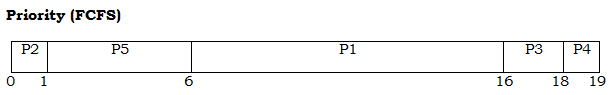 Priority (FCFS)
P2 P5 P1 P3 P4
0 1 6 16 18 19